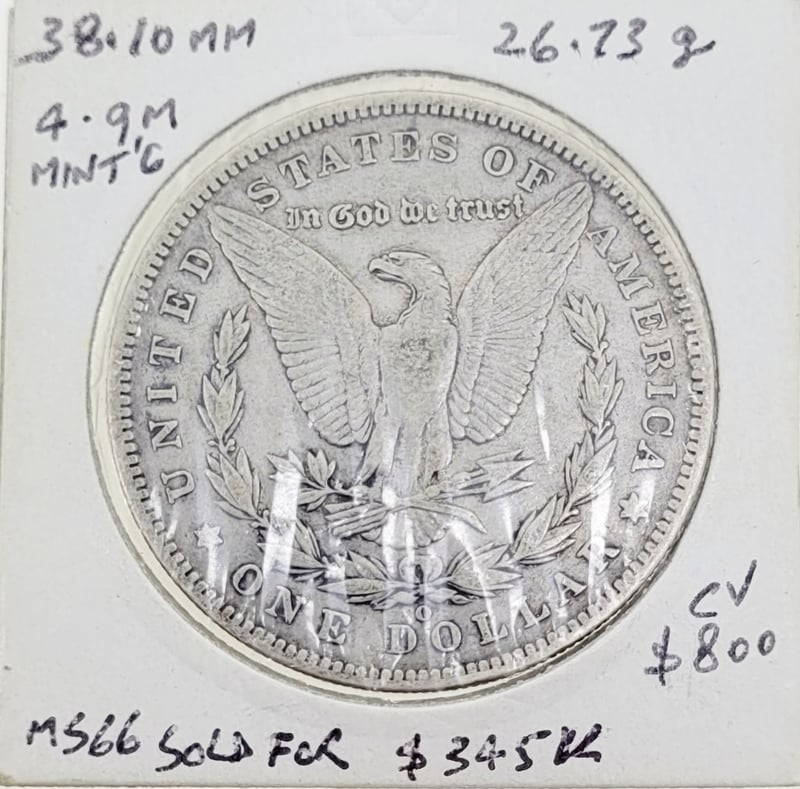 38.10 MM
26.73 g
4.9M
MINT'G
UNITED STATES OF AMERICA
In God we trust
O
ONE DOLLAR
CV
$800
MS66 SOLD FOR $345K